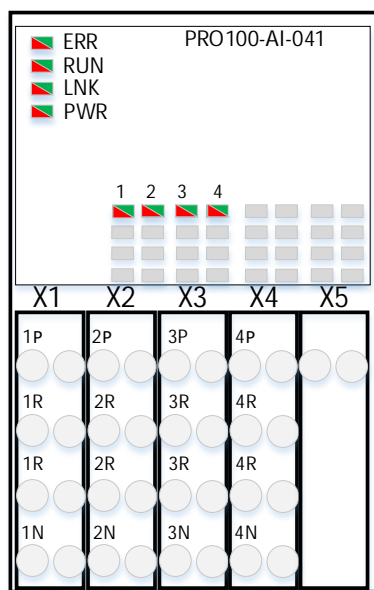 ERR PRO100-AI-041
RUN
LNK
PWR
1 2 3 4
X1 X2 X3 X4 X5
1P 2P 3P 4P
1R 2R 3R 4R
1R 2R 3R 4R
1N 2N 3N 4N